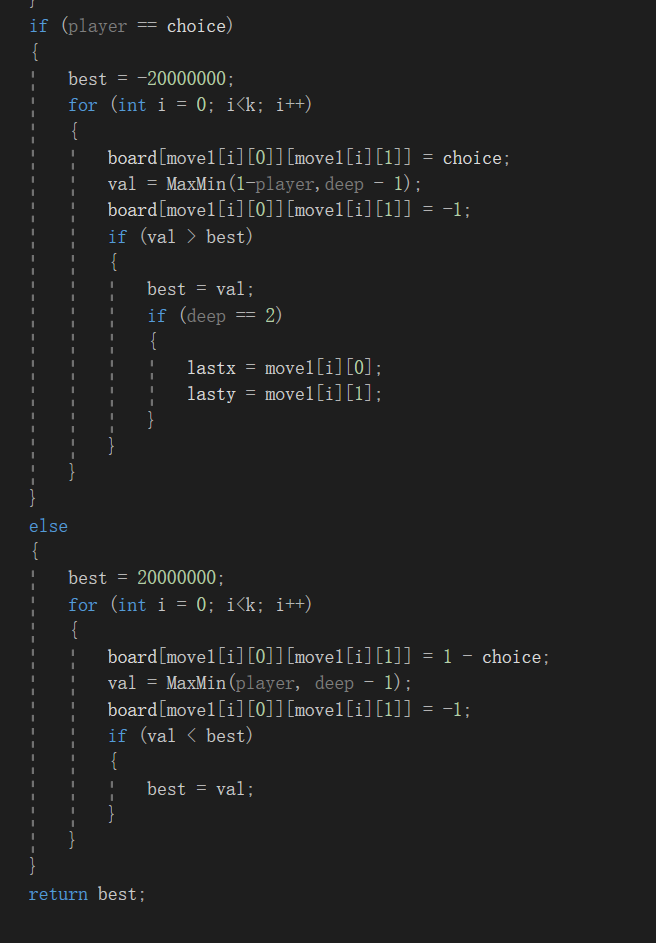 }
if (player == choice)
{
best = -20000000;
for (int i = 0; i<k; i++)
{
board[move1[i][0]][move1[i][1]] = choice;
val = MaxMin(1-player,deep - 1);
board[move1[i][0]][move1[i][1]] = -1;
if (val > best)
{
best = val;
if (deep == 2)
{
lastx = move1[i][0];
lasty = move1[i][1];
}
}
}
}
else
{
best = 20000000;
for (int i = 0; i<k; i++)
{
board[move1[i][0]][move1[i][1]] = 1 - choice;
val = MaxMin(player, deep - 1);
board[move1[i][0]][move1[i][1]] = -1;
if (val < best)
{
best = val;
}
}
}
return best;